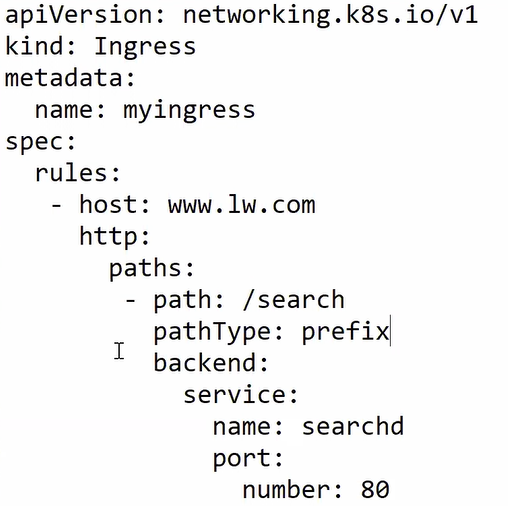 apiVersion: networking.k8s.io/v1
kind: Ingress
metadata:
  name: myingress
spec:
  rules:
   - host: www.lw.com
     http:
       paths:
        - path: /search
          pathType: prefix
          backend:
            service:
              name: searchd
              port:
                number: 80